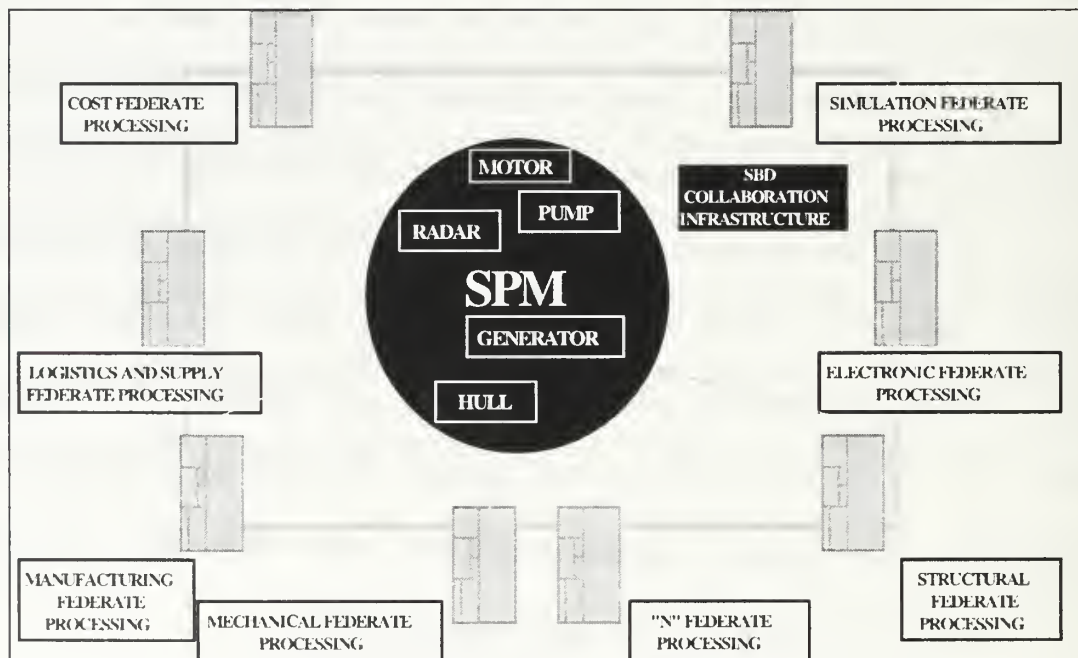 COST FEDERATE
PROCESSING
SIMULATION FEDERATE
PROCESSING
MOTOR
PUMP
RADAR
SPM
GENERATOR
HULL
SBD
COLLABORATION
INFRASTRUCTURE
LOGISTICS AND SUPPLY
FEDERATE PROCESSING
ELECTRONIC FEDERATE
PROCESSING
MANUFACTURING
FEDERATE
PROCESSING
MECHANICAL FEDERATE
PROCESSING
"N" FEDERATE
PROCESSING
STRUCTURAL
FEDERATE
PROCESSING